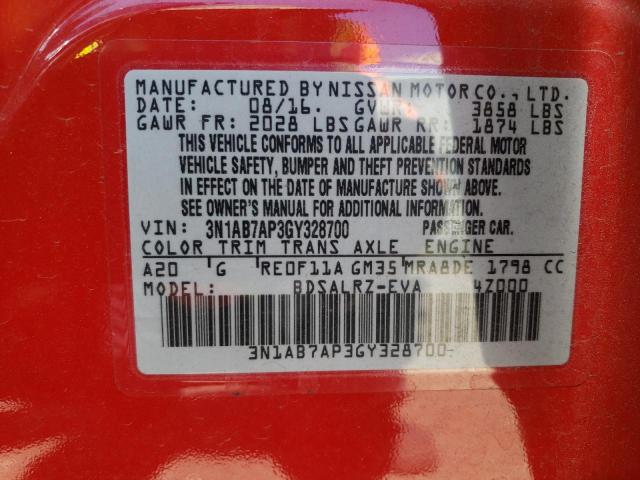 MANUFACTURED BY NISSAN MOTOR CO., LTD.
DATE: 08/16. GVWR: 3858 LBS
GAWR FR: 2028 LBS GAWR RR: 1874 LBS
THIS VEHICLE CONFORMS TO ALL APPLICABLE FEDERAL MOTOR
VEHICLE SAFETY, BUMPER AND THEFT PREVENTION STANDARDS
IN EFFECT ON THE DATE OF MANUFACTURE SHOWN ABOVE.
SEE OWNER'S MANUAL FOR ADDITIONAL INFORMATION.
VIN: 3N1AB7AP3GY328700 PASSENGER CAR.
COLOR TRIM TRANS AXLE ENGINE
A20 G RE0F11A GM35 MRA8DE 1798 CC
MODEL: BDSALRZ-EVA 4Z000
3N1AB7AP3GY328700